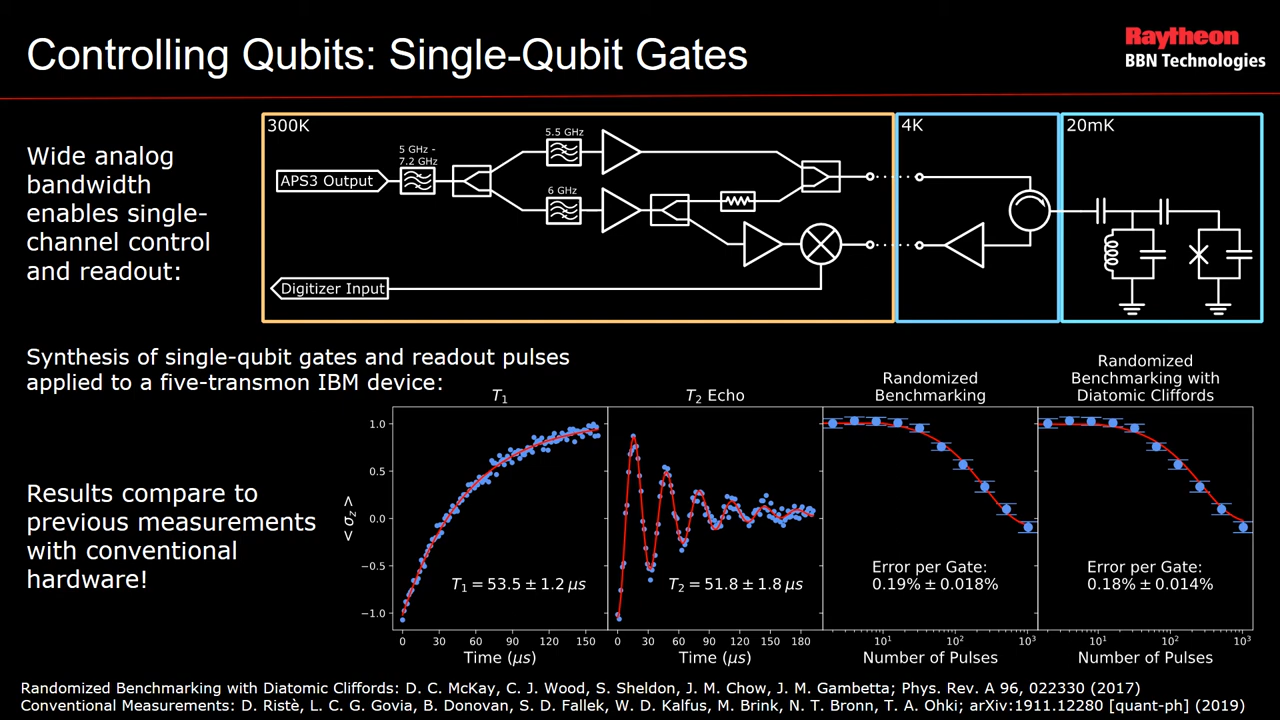 Controlling Qubits: Single-Qubit Gates
Raytheon
BBN Technologies
Wide analog
bandwidth
enables single-
channel control
and readout:
300K
4K
20mK
APS3 Output
5 GHz -
7.2 GHz
5.5 GHz
6 GHz
Digitizer Input
Synthesis of single-qubit gates and readout pulses
applied to a five-transmon IBM device:
Results compare to
previous measurements
with conventional
hardware!
T₁
T₂ Echo
Randomized
Benchmarking
Randomized
Benchmarking with
Diatomic Cliffords
< σ_z >
1.0
0.5
0.0
−0.5
−1.0
T₁ = 53.5 ± 1.2 μs
T₂ = 51.8 ± 1.8 μs
Error per Gate:
0.19% ± 0.018%
Error per Gate:
0.18% ± 0.014%
0 30 60 90 120 150
0 30 60 90 120 150 180
10¹ 10² 10³
10¹ 10² 10³
Time (μs)
Time (μs)
Number of Pulses
Number of Pulses
Randomized Benchmarking with Diatomic Cliffords: D. C. McKay, C. J. Wood, S. Sheldon, J. M. Chow, J. M. Gambetta; Phys. Rev. A 96, 022330 (2017)
Conventional Measurements: D. Ristè, L. C. G. Govia, B. Donovan, S. D. Fallek, W. D. Kalfus, M. Brink, N. T. Bronn, T. A. Ohki; arXiv:1911.12280 [quant-ph] (2019)